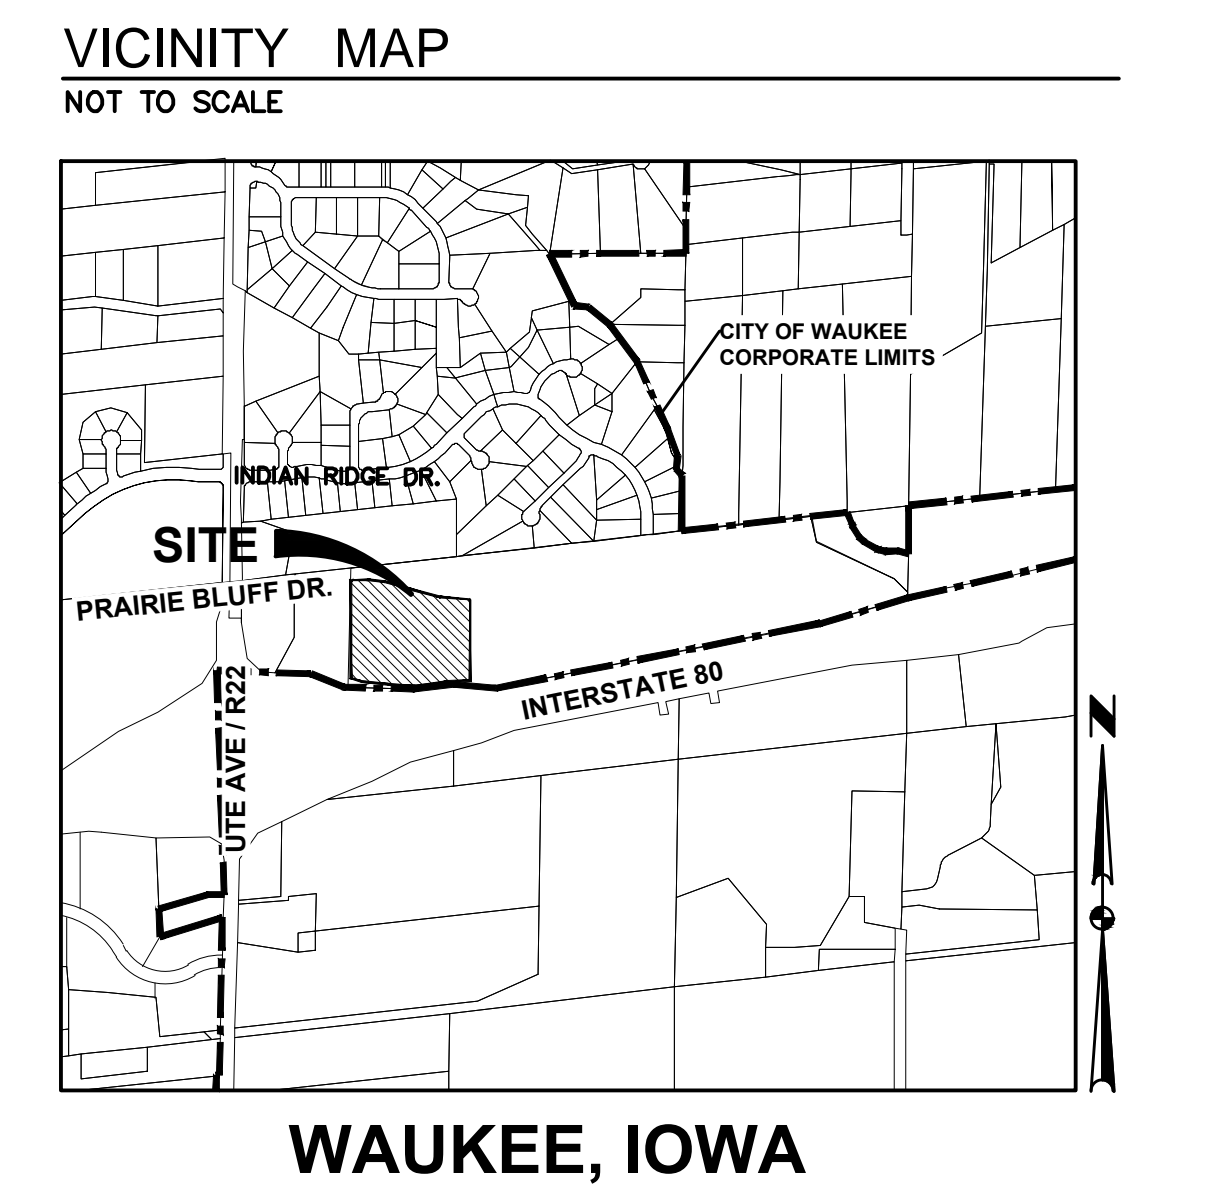 VICINITY MAP
NOT TO SCALE
CITY OF WAUKEE
CORPORATE LIMITS
INDIAN RIDGE DR.
SITE
PRAIRIE BLUFF DR.
INTERSTATE 80
UTE AVE / R22
N
WAUKEE, IOWA